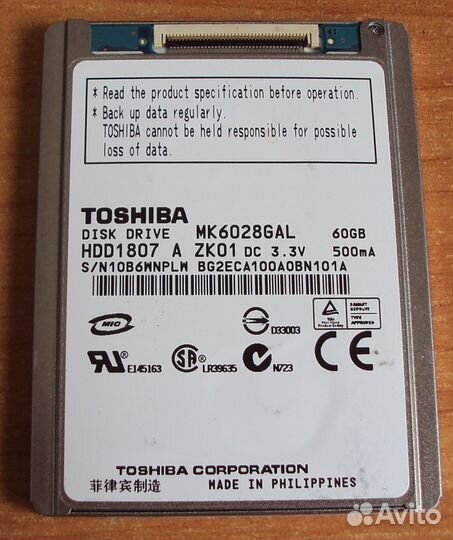 * Read the product specification before operation.
* Back up data regularly.
TOSHIBA cannot be held responsible for possible
loss of data.
TOSHIBA
DISK DRIVE MK6028GAL 60GB
HDD1807 A ZK01 DC 3.3V 500mA
S/N10B6WNPLW BG2ECA100A0BN101A
MIC
D33003
E145163
LR39635
N723
CE
TOSHIBA CORPORATION
菲律宾制造 MADE IN PHILIPPINES
Avito